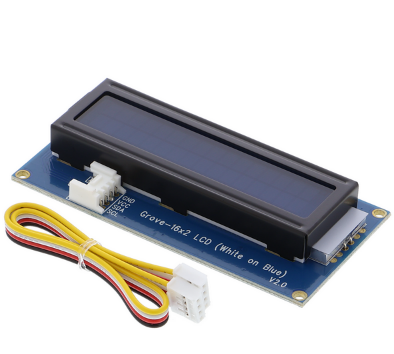 GND
VCC
SDA
SCL
Grove-16x2 LCD (White on Blue)
V2.0